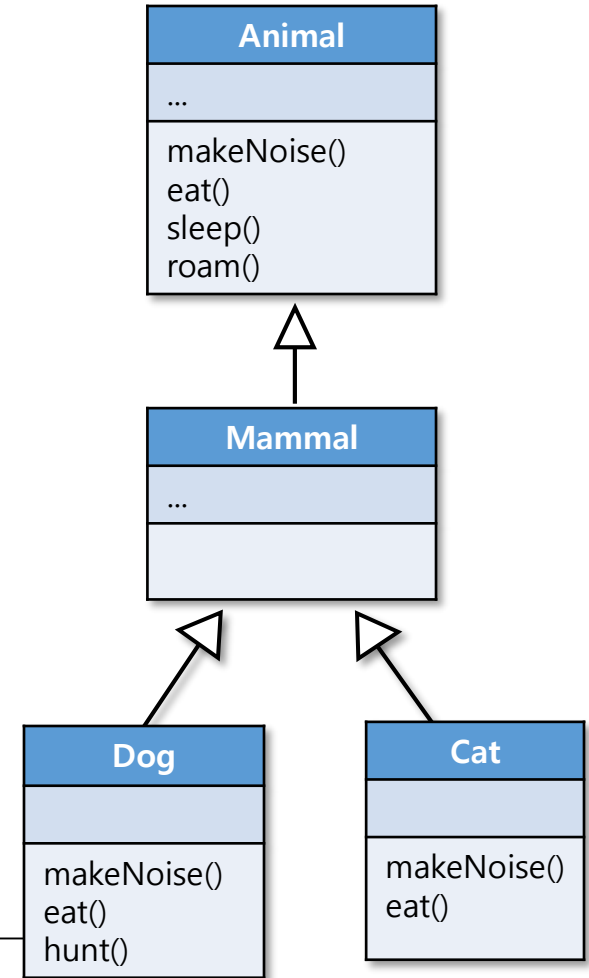 Animal
...
makeNoise()
eat()
sleep()
roam()
Mammal
...
Dog
makeNoise()
eat()
hunt()
Cat
makeNoise()
eat()